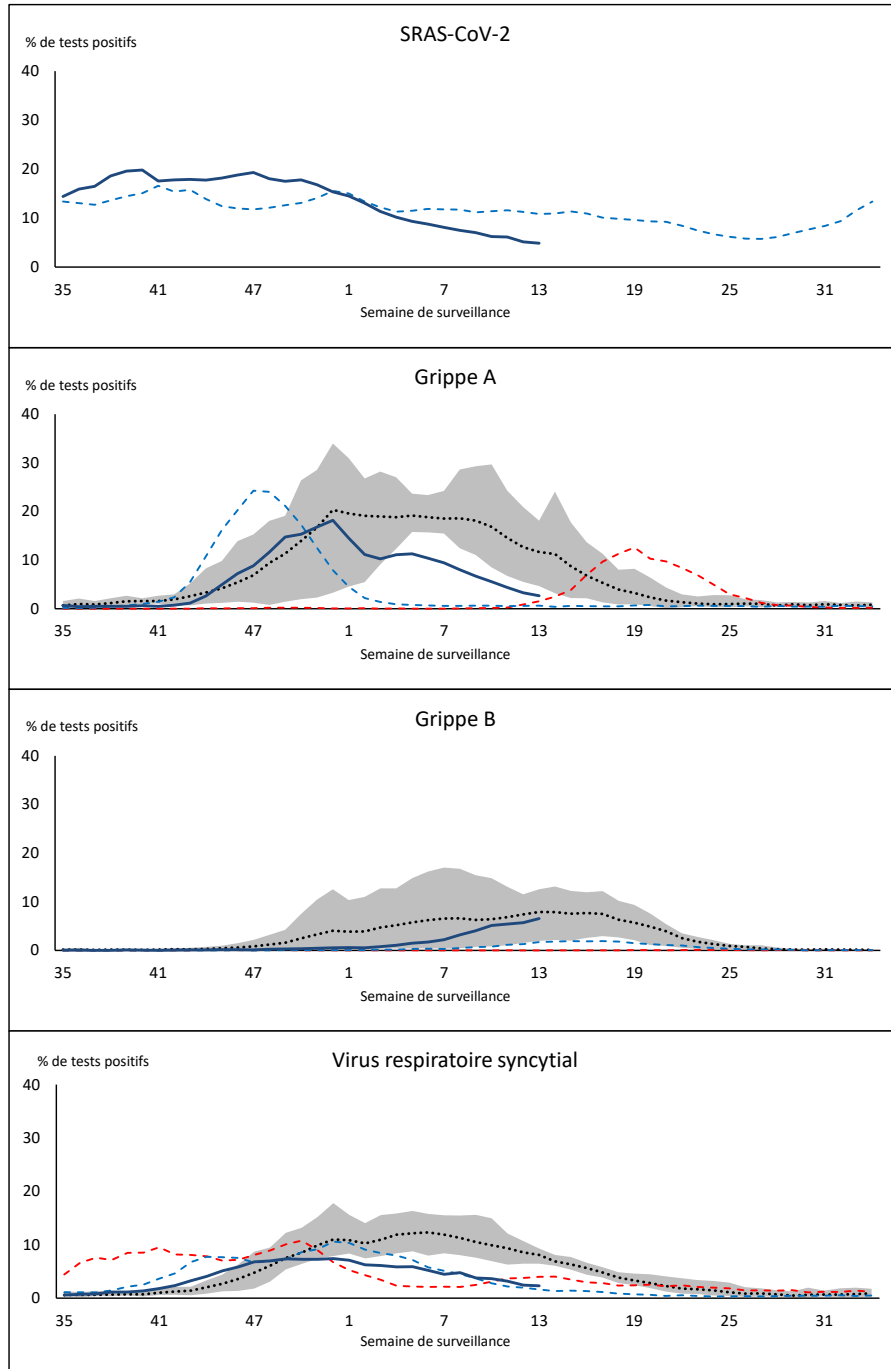 SRAS-CoV-2
% de tests positifs
40
30
20
10
0
35 41 47 1 7 13 19 25 31
Semaine de surveillance
Grippe A
% de tests positifs
40
30
20
10
0
35 41 47 1 7 13 19 25 31
Semaine de surveillance
Grippe B
% de tests positifs
40
30
20
10
0
35 41 47 1 7 13 19 25 31
Semaine de surveillance
Virus respiratoire syncytial
% de tests positifs
40
30
20
10
0
35 41 47 1 7 13 19 25 31
Semaine de surveillance